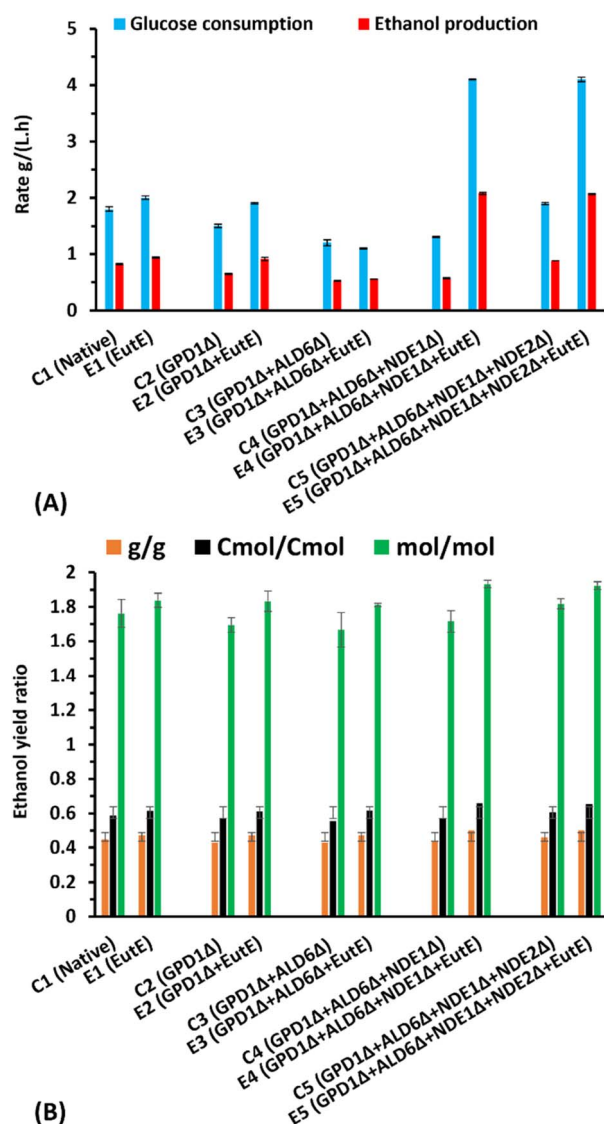 Glucose consumption Ethanol production
5
4
3
2
1
0
Rate g/(L.h)
C1 (Native)
E1 (EutE)
C2 (GPD1Δ)
E2 (GPD1Δ+EutE)
C3 (GPD1Δ+ALD6Δ)
E3 (GPD1Δ+ALD6Δ+EutE)
C4 (GPD1Δ+ALD6Δ+NDE1Δ)
E4 (GPD1Δ+ALD6Δ+NDE1Δ+EutE)
C5 (GPD1Δ+ALD6Δ+NDE1Δ+NDE2Δ)
E5 (GPD1Δ+ALD6Δ+NDE1Δ+NDE2Δ+EutE)
(A)
g/g Cmol/Cmol mol/mol
2
1.8
1.6
1.4
1.2
1
0.8
0.6
0.4
0.2
0
Ethanol yield ratio
C1 (Native)
E1 (EutE)
C2 (GPD1Δ)
E2 (GPD1Δ+EutE)
C3 (GPD1Δ+ALD6Δ)
E3 (GPD1Δ+ALD6Δ+EutE)
C4 (GPD1Δ+ALD6Δ+NDE1Δ)
E4 (GPD1Δ+ALD6Δ+NDE1Δ+EutE)
C5 (GPD1Δ+ALD6Δ+NDE1Δ+NDE2Δ)
E5 (GPD1Δ+ALD6Δ+NDE1Δ+NDE2Δ+EutE)
(B)